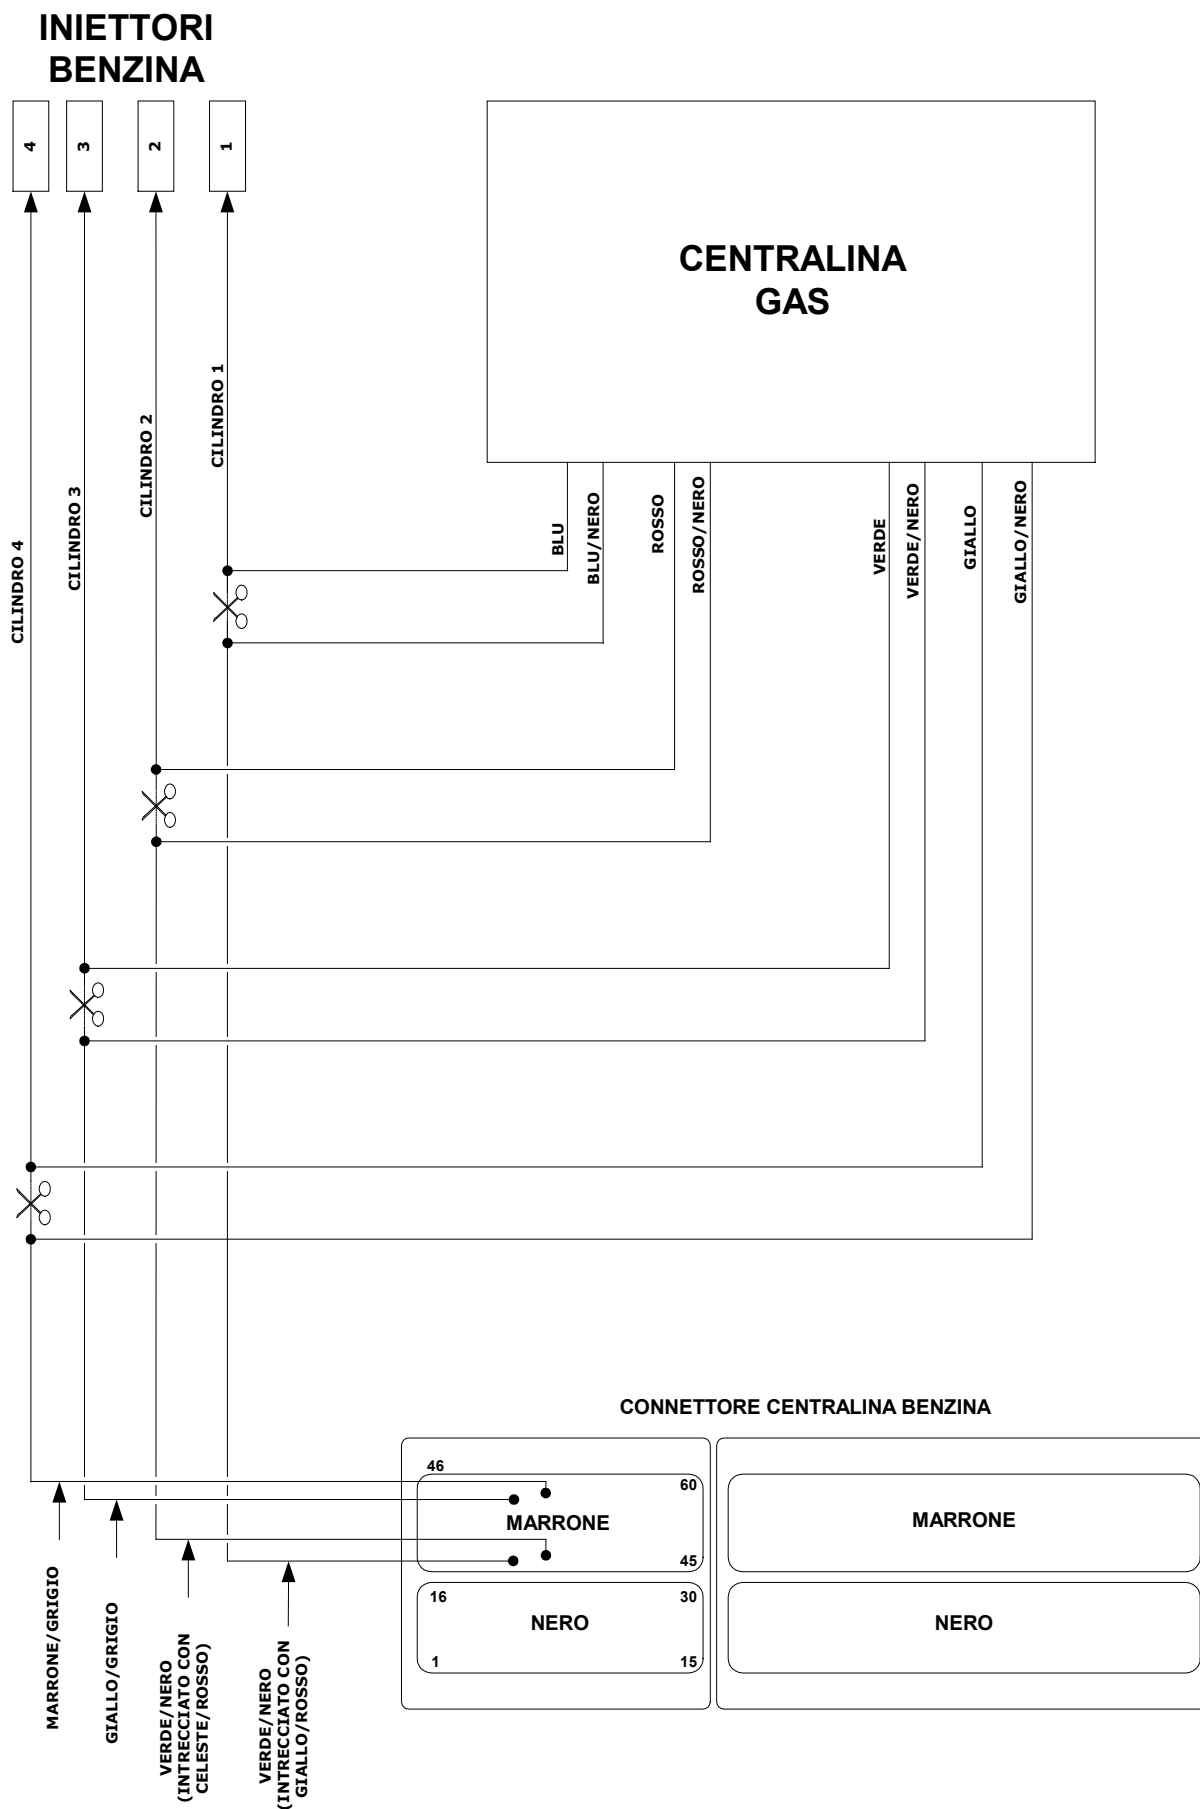 INIETTORI
BENZINA
4
3
2
1
CENTRALINA
GAS
CILINDRO 4
CILINDRO 3
CILINDRO 2
CILINDRO 1
BLU
BLU/NERO
ROSSO
ROSSO/NERO
VERDE
VERDE/NERO
GIALLO
GIALLO/NERO
CONNETTORE CENTRALINA BENZINA
46
60
MARRONE
45
16
30
NERO
1
15
MARRONE
NERO
MARRONE/GRIGIO
GIALLO/GRIGIO
VERDE/NERO
(INTRECCIATO CON
CELESTE/ROSSO)
VERDE/NERO
(INTRECCIATO CON
GIALLO/ROSSO)